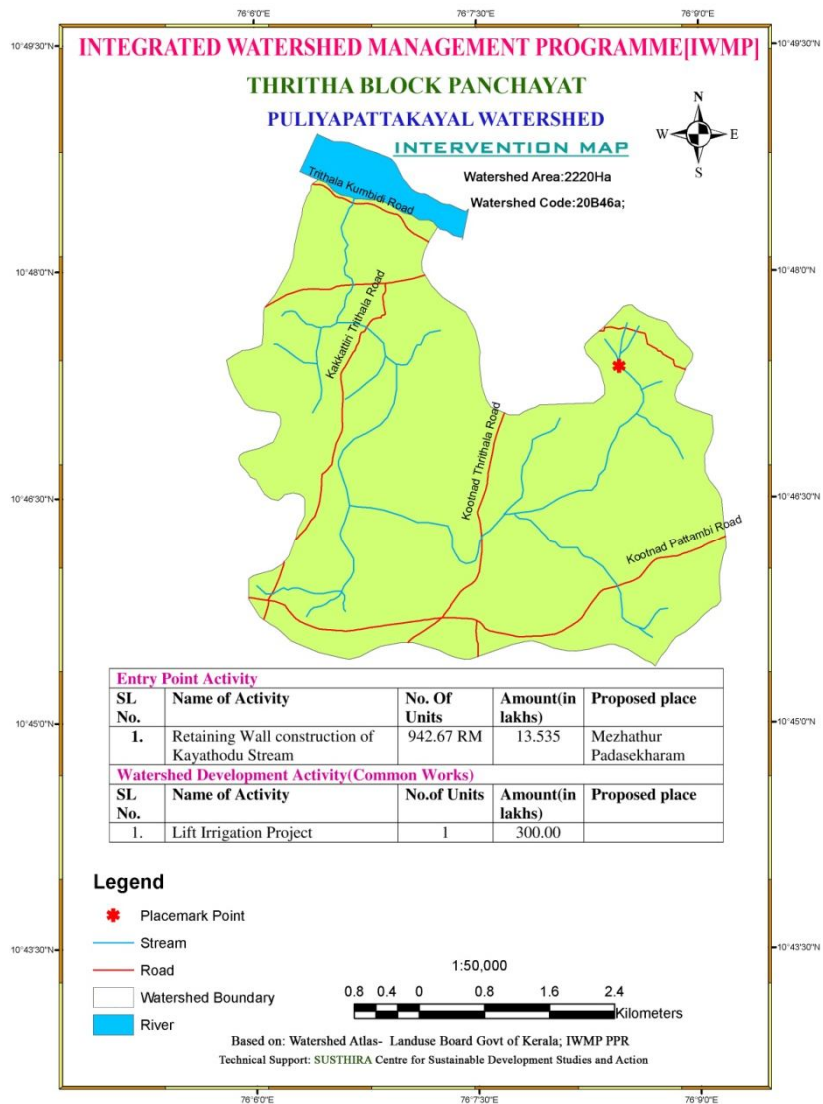 76°6'0"E 76°7'30"E 76°9'0"E
10°49'30"N 10°49'30"N
INTEGRATED WATERSHED MANAGEMENT PROGRAMME[IWMP]
THRITHA BLOCK PANCHAYAT
PULIYAPATTAKAYAL WATERSHED
INTERVENTION MAP
N
W E
S
Watershed Area:2220Ha
Watershed Code:20B46a;
Trithala Kumbidi Road
10°48'0"N 10°48'0"N
Kakkattiri Trithala Road
Kootnad Thrithala Road
10°46'30"N 10°46'30"N
Kootnad Pattambi Road
Entry Point Activity
SL No. Name of Activity No. Of Units Amount(in lakhs) Proposed place
1. Retaining Wall construction of Kayathodu Stream 942.67 RM 13.535 Mezhathur Padasekharam
Watershed Development Activity(Common Works)
SL No. Name of Activity No.of Units Amount(in lakhs) Proposed place
1. Lift Irrigation Project 1 300.00
10°45'0"N 10°45'0"N
Legend
Placemark Point
Stream
Road
Watershed Boundary
River
10°43'30"N 10°43'30"N
1:50,000
0.8 0.4 0 0.8 1.6 2.4
Kilometers
Based on: Watershed Atlas- Landuse Board Govt of Kerala; IWMP PPR
Technical Support: SUSTHIRA Centre for Sustainable Development Studies and Action
76°6'0"E 76°7'30"E 76°9'0"E